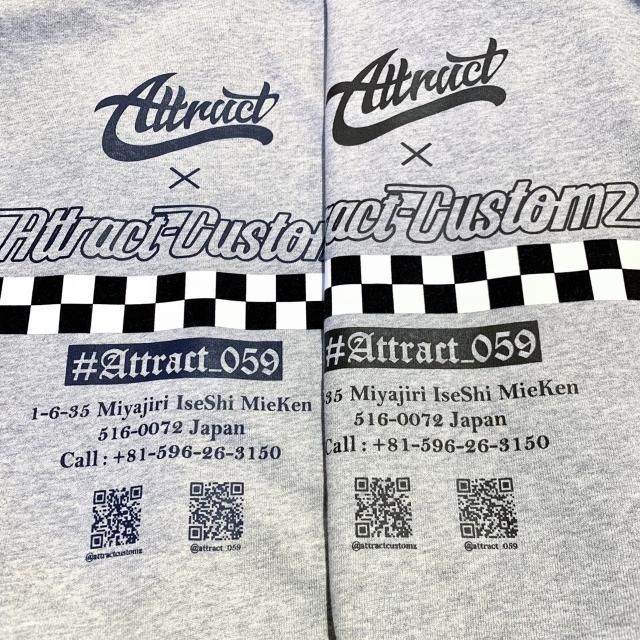 Attract
×
Attract-Custom
#Attract_059
1-6-35 Miyajiri IseShi MieKen
516-0072 Japan
Call : +81-596-26-3150
@attractcustomz
@attract_059
Attract
×
ract-Customz
#Attract_059
35 Miyajiri IseShi MieKen
516-0072 Japan
Call : +81-596-26-3150
@attractcustomz
@attract_059